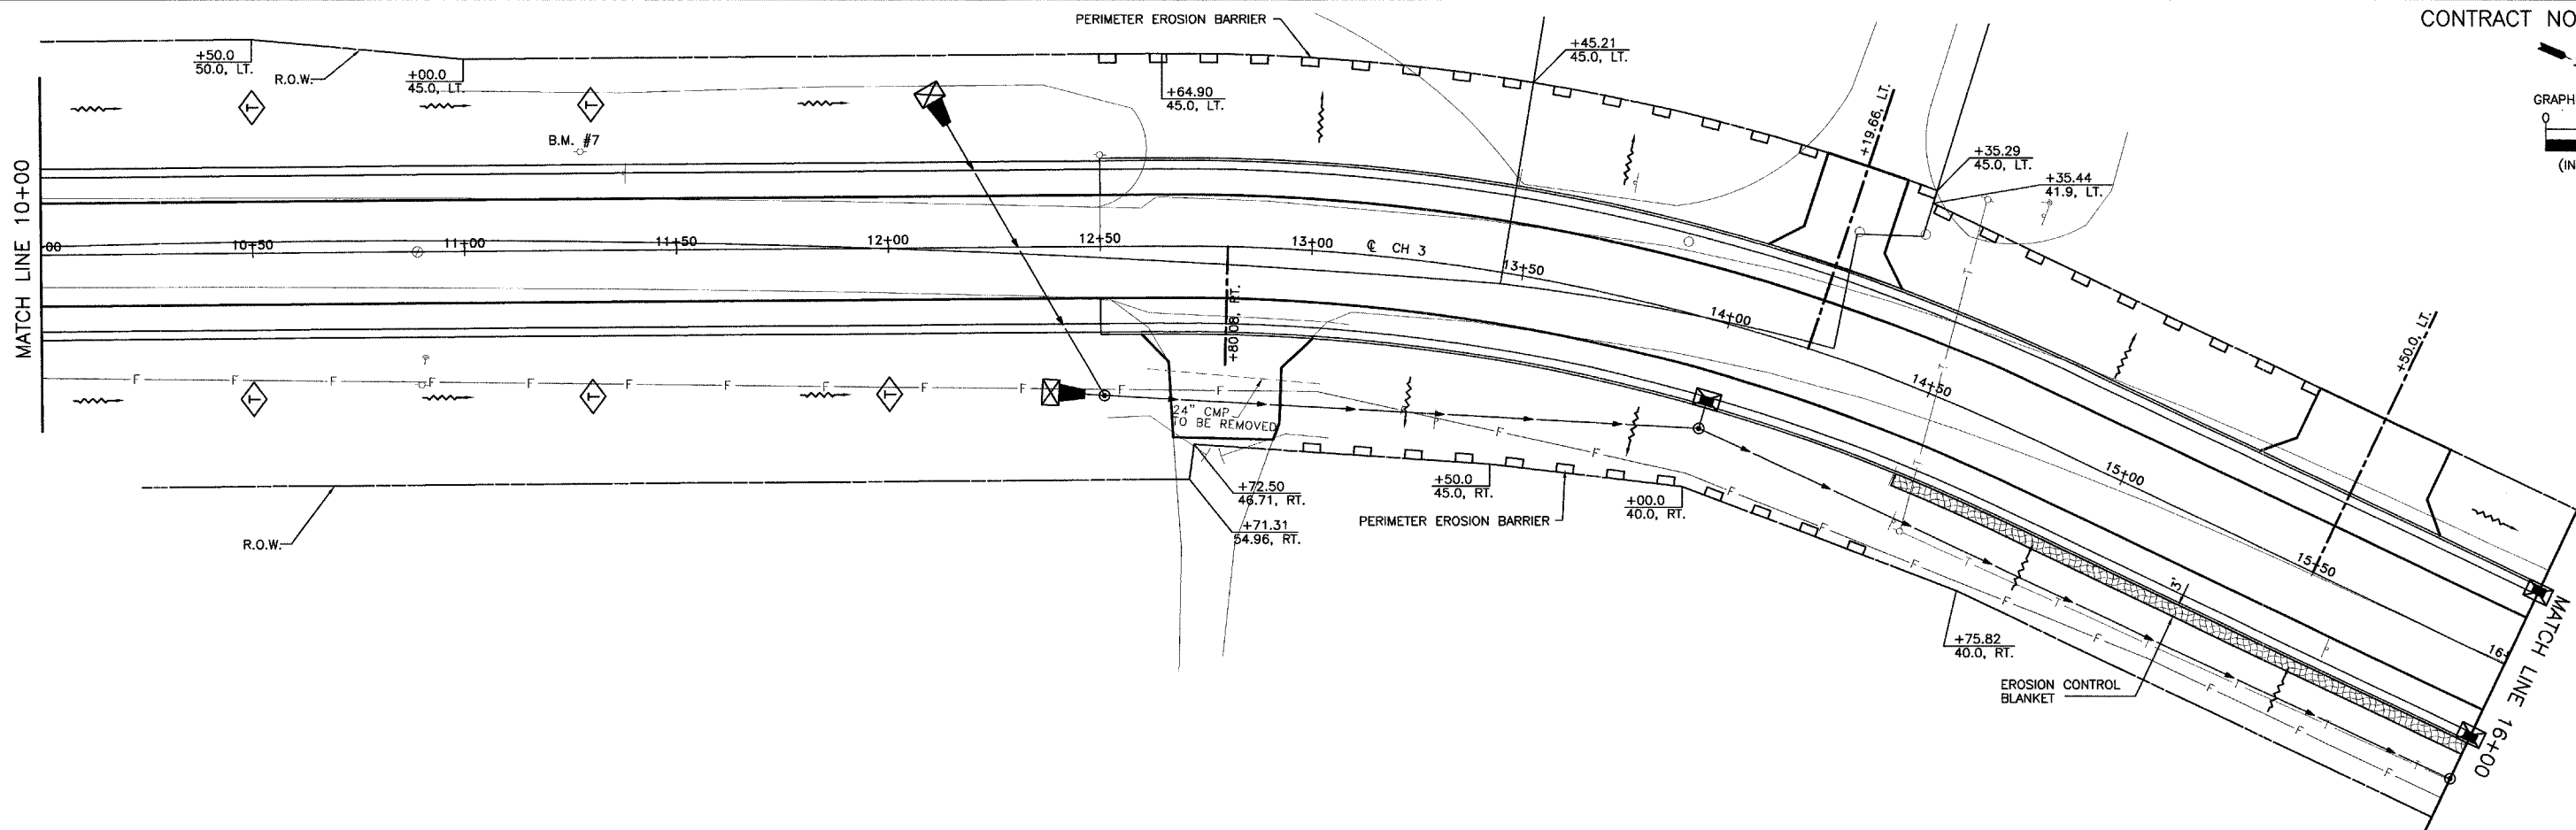 PERIMETER EROSION BARRIER
CONTRACT NO
+50.0
50.0, LT.
R.O.W.
+00.0
45.0, LT.
+64.90
45.0, LT.
+45.21
45.0, LT.
+19.66, LT.
GRAPH
0
(IN
+35.29
45.0, LT.
+35.44
41.9, LT.
B.M. #7
T
T
MATCH LINE 10+00
00
10+50
11+00
11+50
12+00
12+50
13+00
℄ CH 3
13+50
14+00
14+50
15+00
15+50
16+
+80.08, RT.
+50.0, LT.
F F F F F F F F F F F F
T
T
T
24" CMP
TO BE REMOVED
+72.50
46.71, RT.
+71.31
54.96, RT.
+50.0
45.0, RT.
+00.0
40.0, RT.
PERIMETER EROSION BARRIER
R.O.W.
+75.82
40.0, RT.
EROSION CONTROL
BLANKET
MATCH LINE 16+00